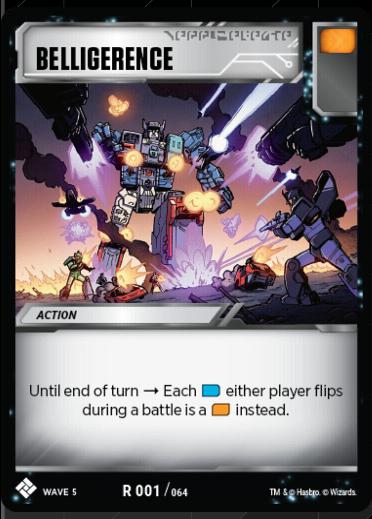 BELLIGERENCE
ACTION
Until end of turn → Each either player flips
during a battle is a instead.
WAVE 5 R 001 / 064 TM & © Hasbro. © Wizards.